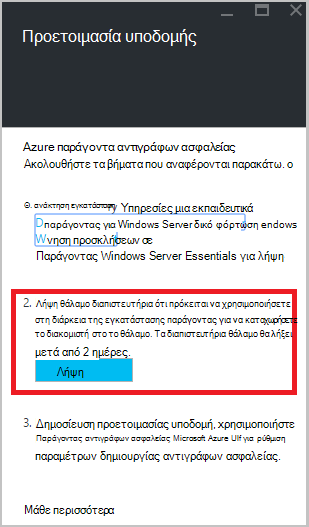 Προετοιμασία υποδομής
Azure παράγοντα αντιγράφων ασφαλείας
Ακολουθήστε τα βήματα που αναφέρονται παρακάτω. ο
Θ. ανάκτηση εγκατάσταση Υπηρεσίες μια εκπαιδευτικά
Dπαράγοντας για Windows Server δικό φόρτωση endows
Wνηση προσκλήσεων σε
Παράγοντας Windows Server Essentials για λήψη
2. Λήψη θάλαμο διαπιστευτήρια ότι πρόκειται να χρησιμοποιήσετε
στη διάρκεια της εγκατάστασης παράγοντας για να καταχωρήσετε
το διακομιστή στο το θάλαμο. Τα διαπιστευτήρια θάλαμο θα λήξει
μετά από 2 ημέρες.
Λήψη
3. Δημοσίευση προετοιμασίας υποδομή, χρησιμοποιήστε
Παράγοντας αντιγράφων ασφαλείας Microsoft Azure Ulf για ρύθμιση
παραμέτρων δημιουργίας αντιγράφων ασφαλείας.
Μάθε περισσότερα